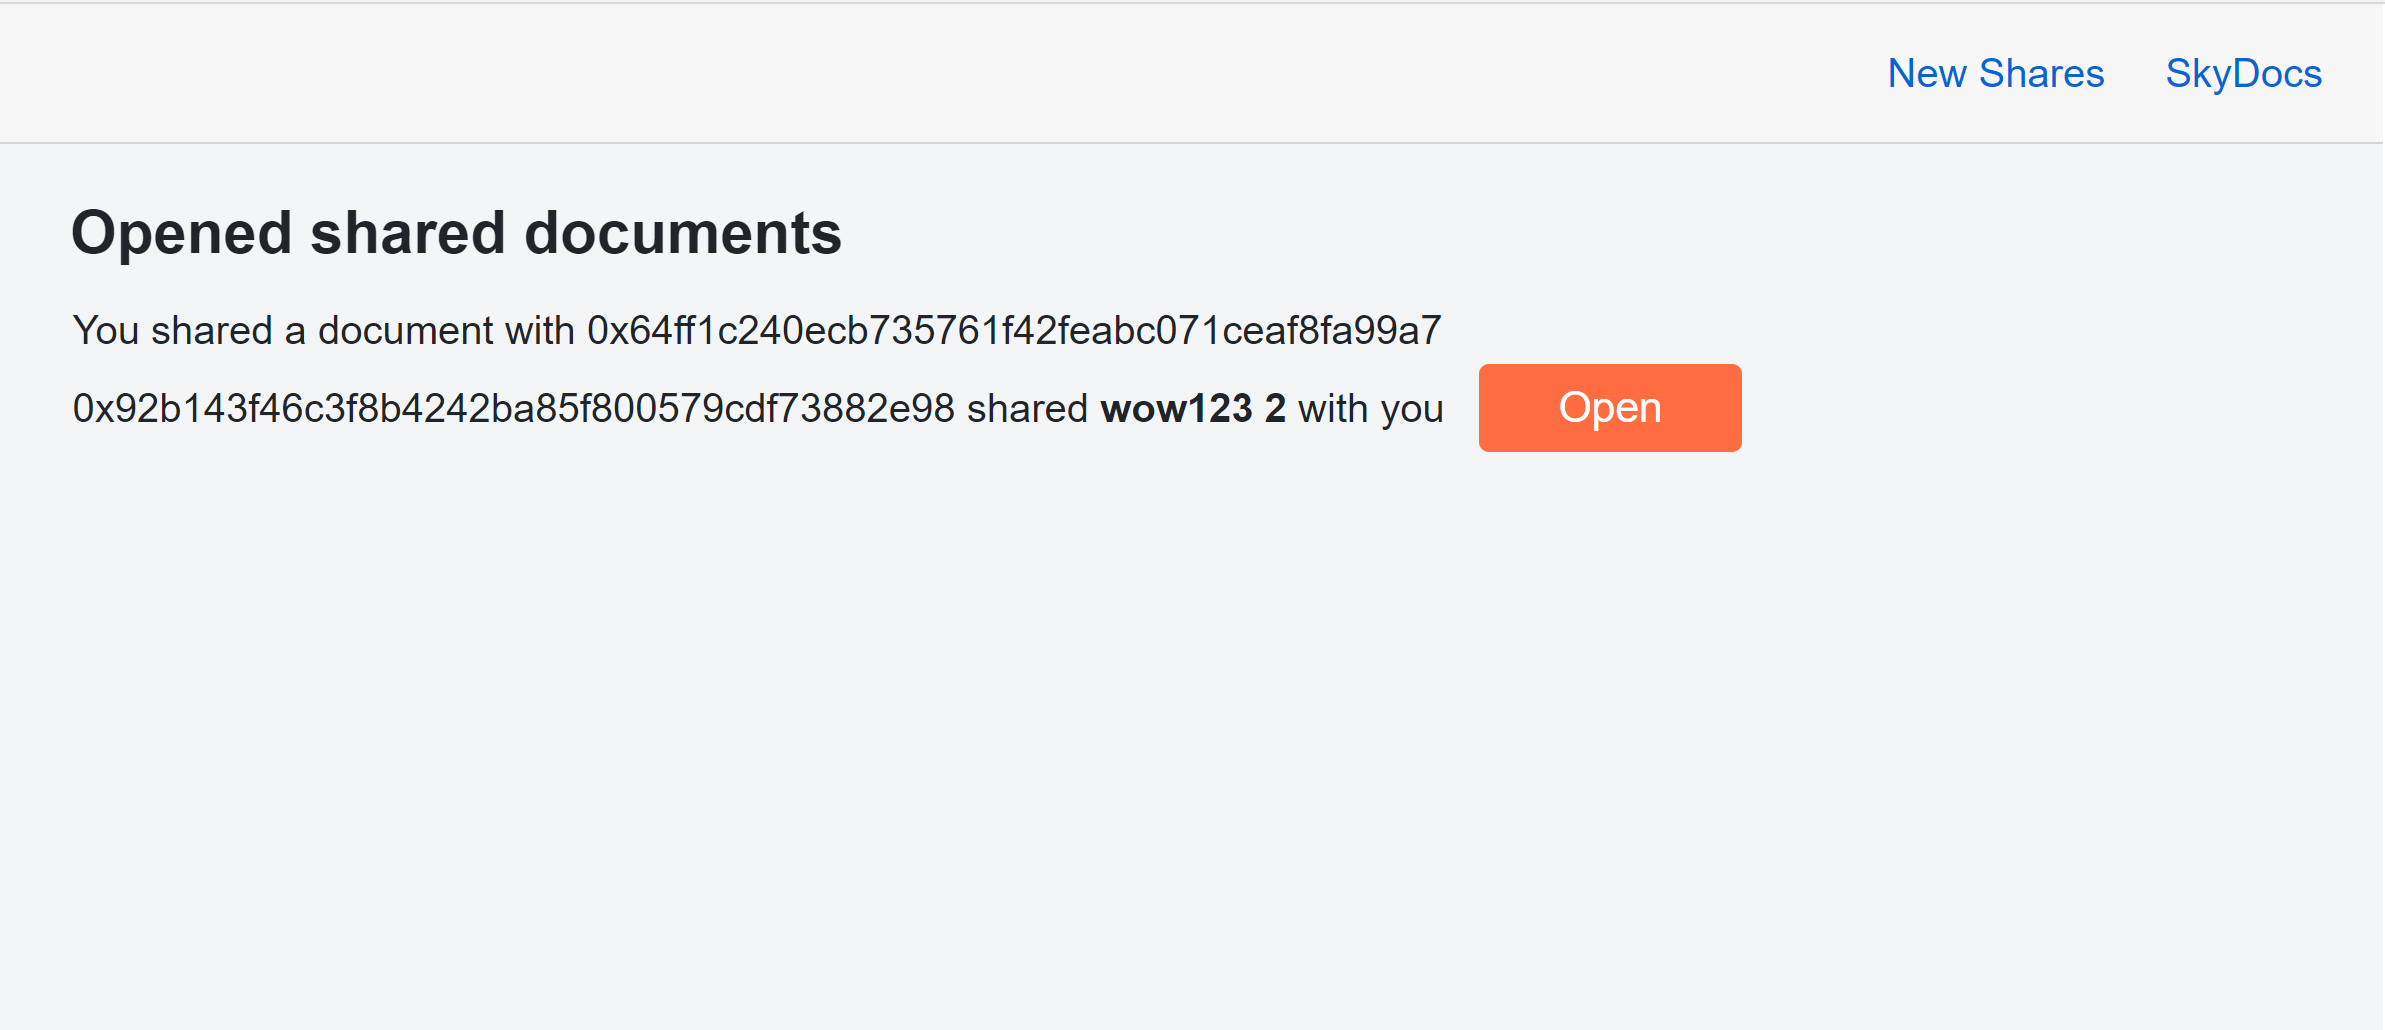 New Shares SkyDocs
Opened shared documents
You shared a document with 0x64ff1c240ecb735761f42feabc071ceaf8fa99a7
0x92b143f46c3f8b4242ba85f800579cdf73882e98 shared wow123 2 with you Open